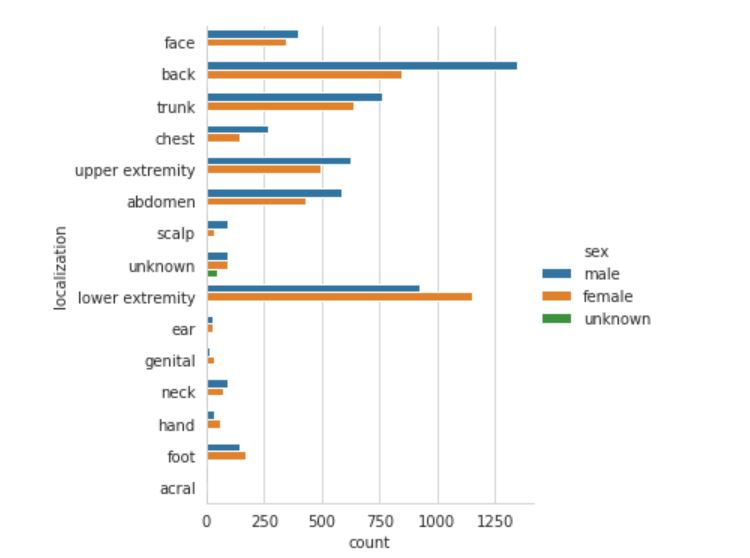 face
back
trunk
chest
upper extremity
abdomen
scalp
unknown
lower extremity
ear
genital
neck
hand
foot
acral
localization
0 250 500 750 1000 1250
count
sex
male
female
unknown